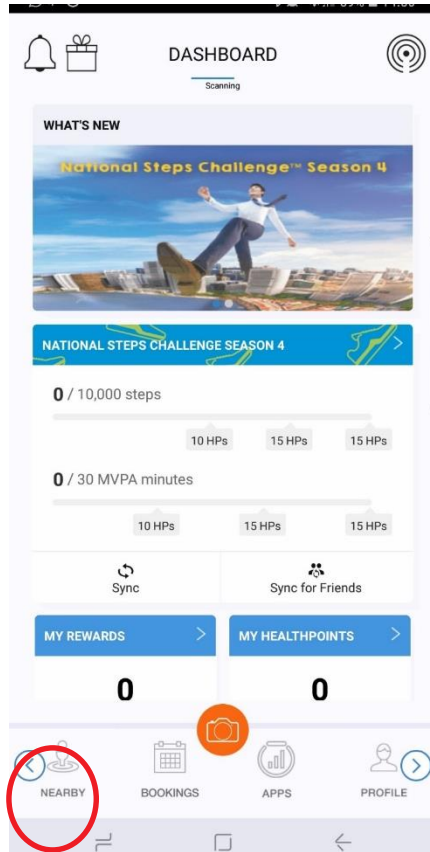 DASHBOARD
Scanning
WHAT'S NEW
National Steps Challenge™ Season 4
NATIONAL STEPS CHALLENGE SEASON 4
0 / 10,000 steps
10 HPs 15 HPs 15 HPs
0 / 30 MVPA minutes
10 HPs 15 HPs 15 HPs
Sync Sync for Friends
MY REWARDS MY HEALTHPOINTS
0 0
NEARBY BOOKINGS APPS PROFILE